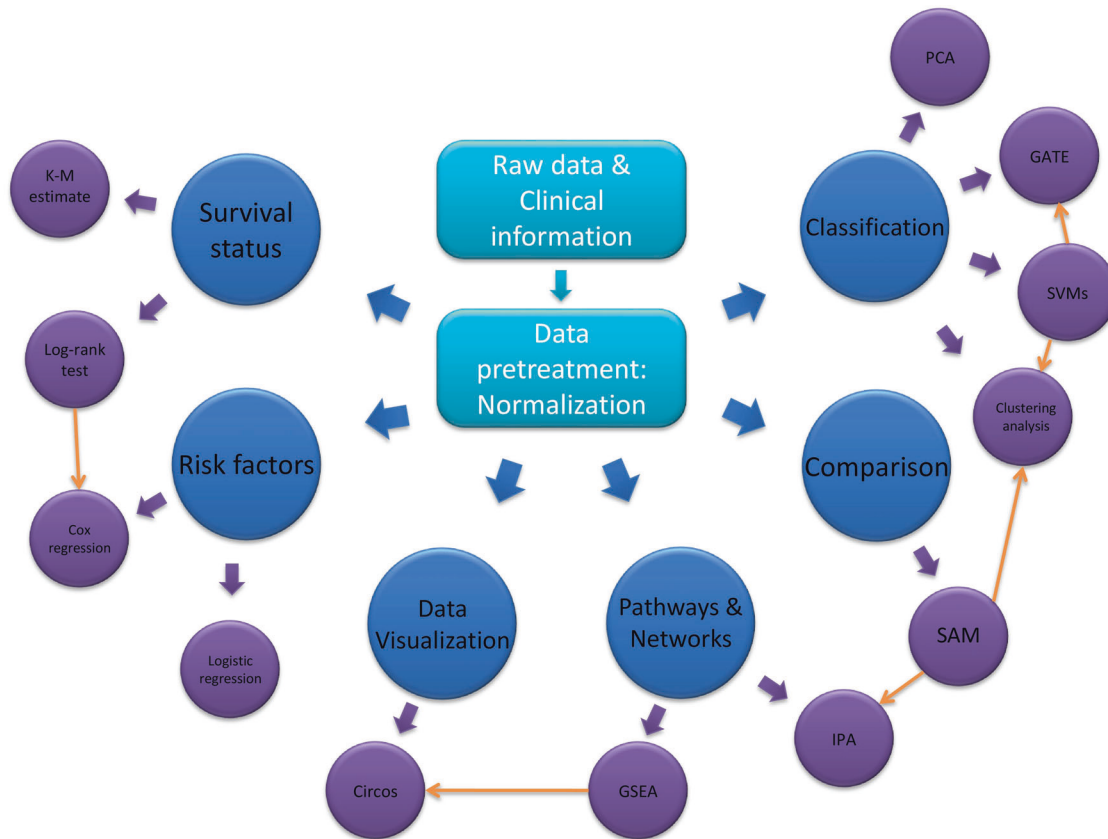 PCA
Raw data &
Clinical
information
GATE
K-M
estimate
Survival
status
Classification
SVMs
Data
pretreatment:
Normalization
Log-rank
test
Clustering
analysis
Risk factors
Comparison
Cox
regression
Data
Visualization
Pathways &
Networks
SAM
Logistic
regression
IPA
Circos
GSEA